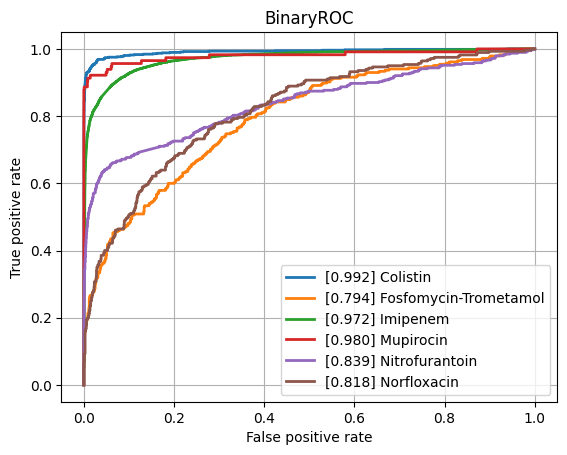 BinaryROC
True positive rate
1.0
0.8
0.6
0.4
0.2
0.0
[0.992] Colistin
[0.794] Fosfomycin-Trometamol
[0.972] Imipenem
[0.980] Mupirocin
[0.839] Nitrofurantoin
[0.818] Norfloxacin
0.0 0.2 0.4 0.6 0.8 1.0
False positive rate